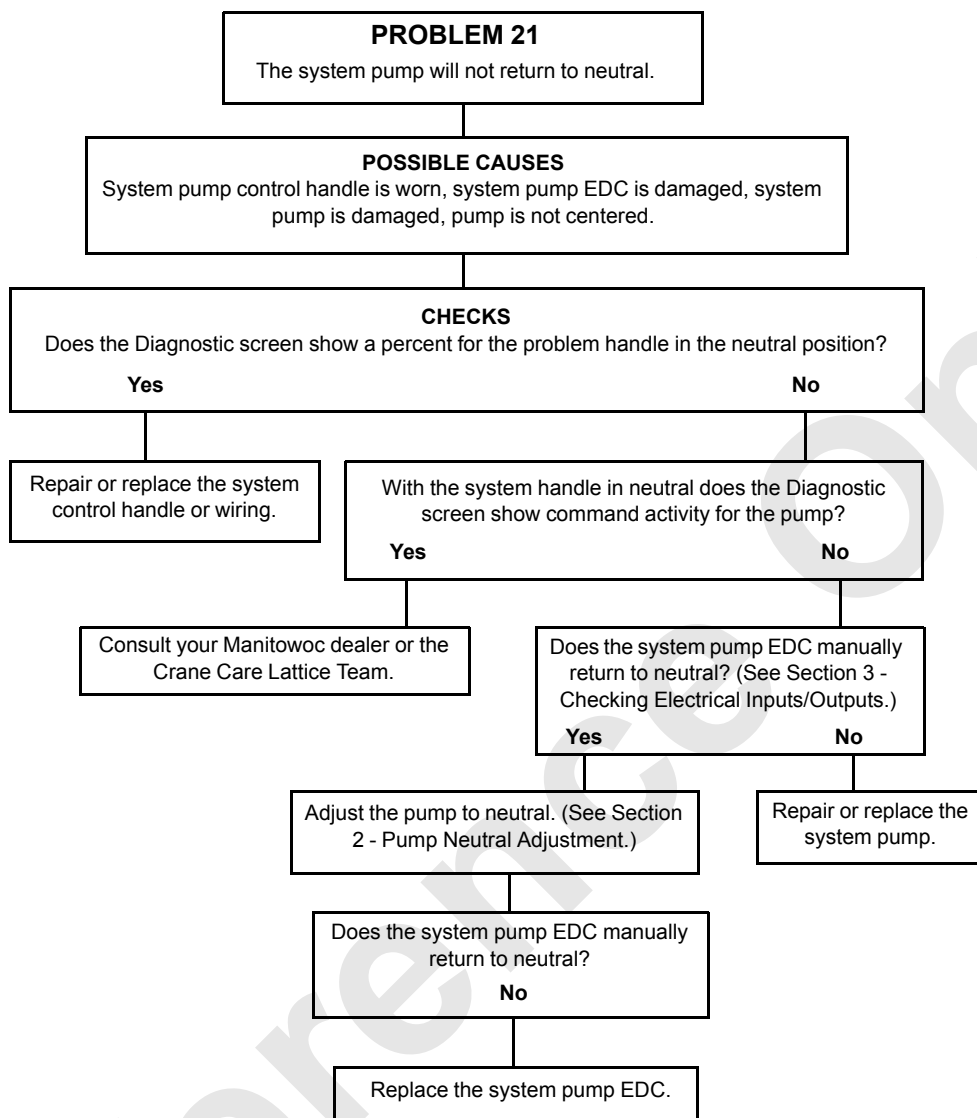 PROBLEM 21
The system pump will not return to neutral.
POSSIBLE CAUSES
System pump control handle is worn, system pump EDC is damaged, system
pump is damaged, pump is not centered.
CHECKS
Does the Diagnostic screen show a percent for the problem handle in the neutral position?
Yes
No
Repair or replace the system
control handle or wiring.
With the system handle in neutral does the Diagnostic
screen show command activity for the pump?
Yes
No
Consult your Manitowoc dealer or the
Crane Care Lattice Team.
Does the system pump EDC manually
return to neutral? (See Section 3 -
Checking Electrical Inputs/Outputs.)
Yes
No
Adjust the pump to neutral. (See Section
2 - Pump Neutral Adjustment.)
Repair or replace the
system pump.
Does the system pump EDC manually
return to neutral?
No
Replace the system pump EDC.